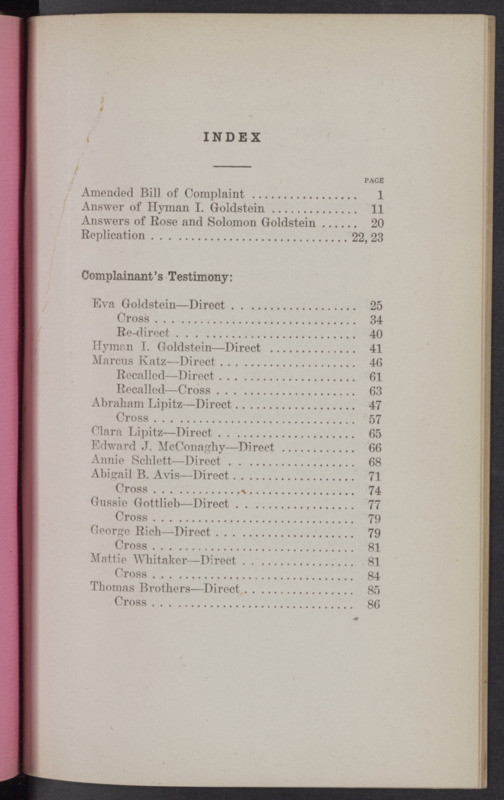 INDEX
PAGE
Amended Bill of Complaint ................. 1
Answer of Hyman I. Goldstein .............. 11
Answers of Rose and Solomon Goldstein ...... 20
Replication .............................. 22, 23
Complainant's Testimony:
Eva Goldstein—Direct ................... 25
Cross ............................... 34
Re-direct ............................ 40
Hyman I. Goldstein—Direct .............. 41
Marcus Katz—Direct ..................... 46
Recalled—Direct ..................... 61
Recalled—Cross ...................... 63
Abraham Lipitz—Direct ................... 47
Cross ............................... 57
Clara Lipitz—Direct ..................... 65
Edward J. McConaghy—Direct ............ 66
Annie Schlett—Direct .................... 68
Abigail B. Avis—Direct ................... 71
Cross ............................... 74
Gussie Gottlieb—Direct ................... 77
Cross ............................... 79
George Rich—Direct ..................... 79
Cross ............................... 81
Mattie Whitaker—Direct .................. 81
Cross ............................... 84
Thomas Brothers—Direct .................. 85
Cross ............................... 86